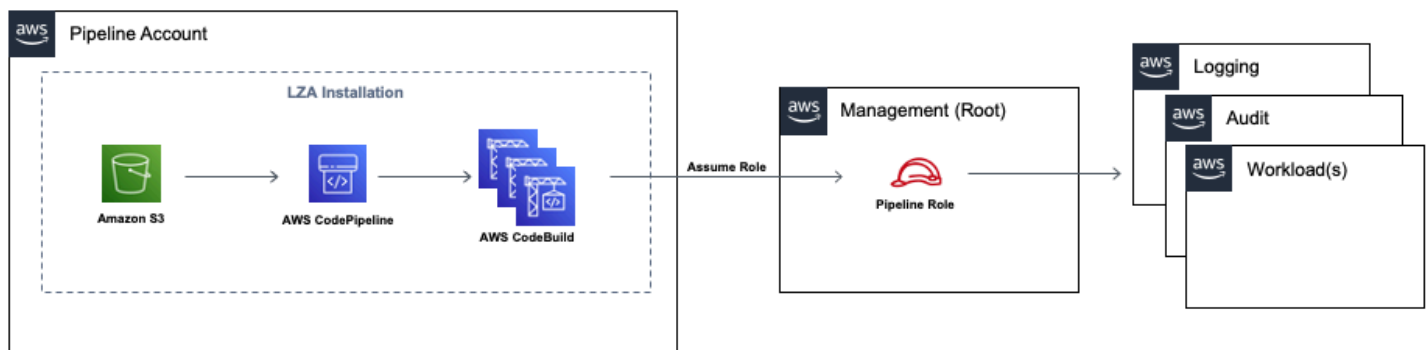 aws
Pipeline Account
LZA Installation
Amazon S3
AWS CodePipeline
AWS CodeBuild
Assume Role
aws
Management (Root)
Pipeline Role
aws
Logging
aws
Audit
aws
Workload(s)